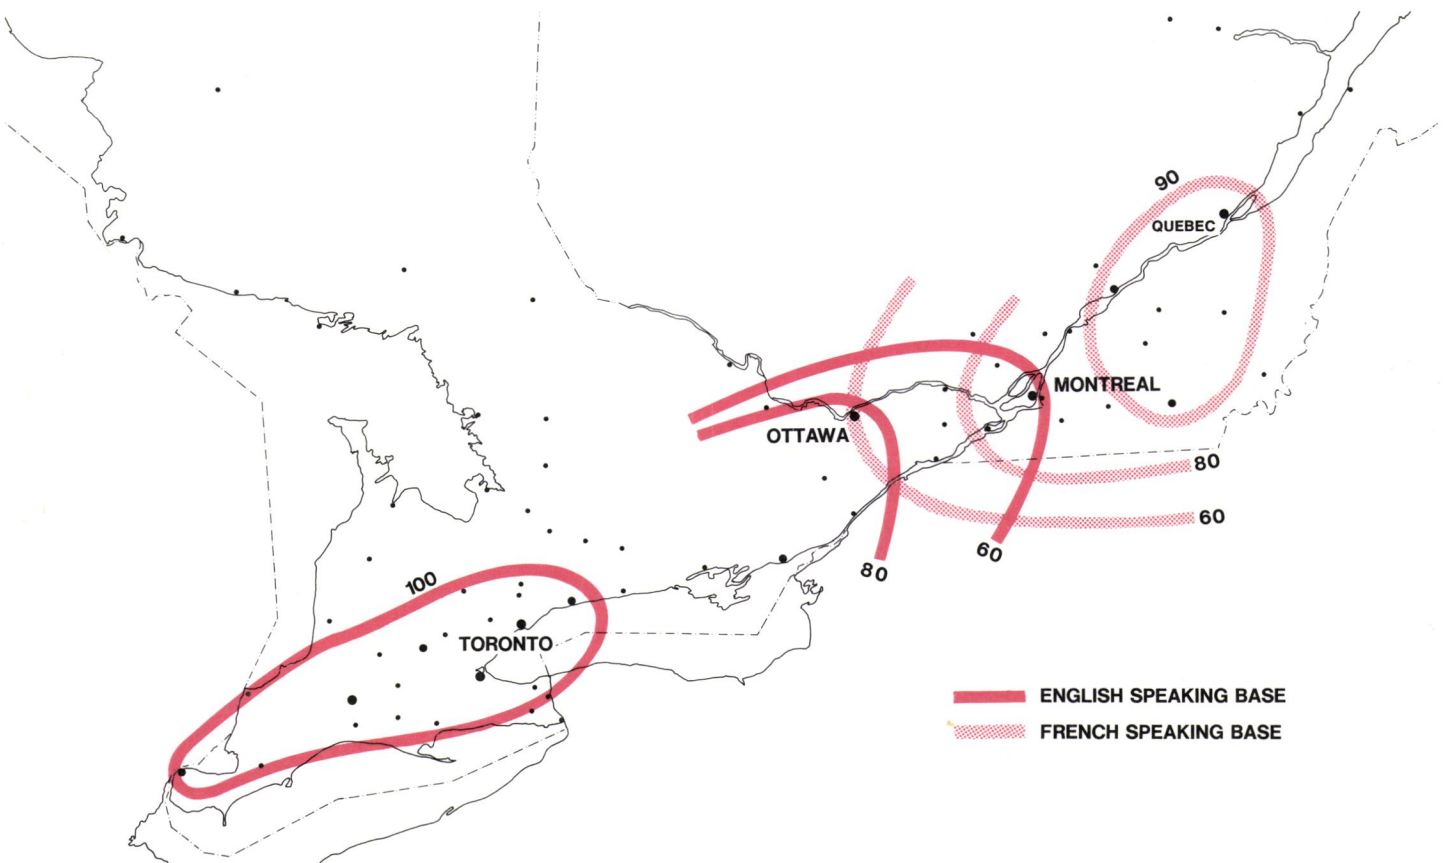 90
QUEBEC
MONTREAL
OTTAWA
80
60
60
80
100
TORONTO
ENGLISH SPEAKING BASE
FRENCH SPEAKING BASE